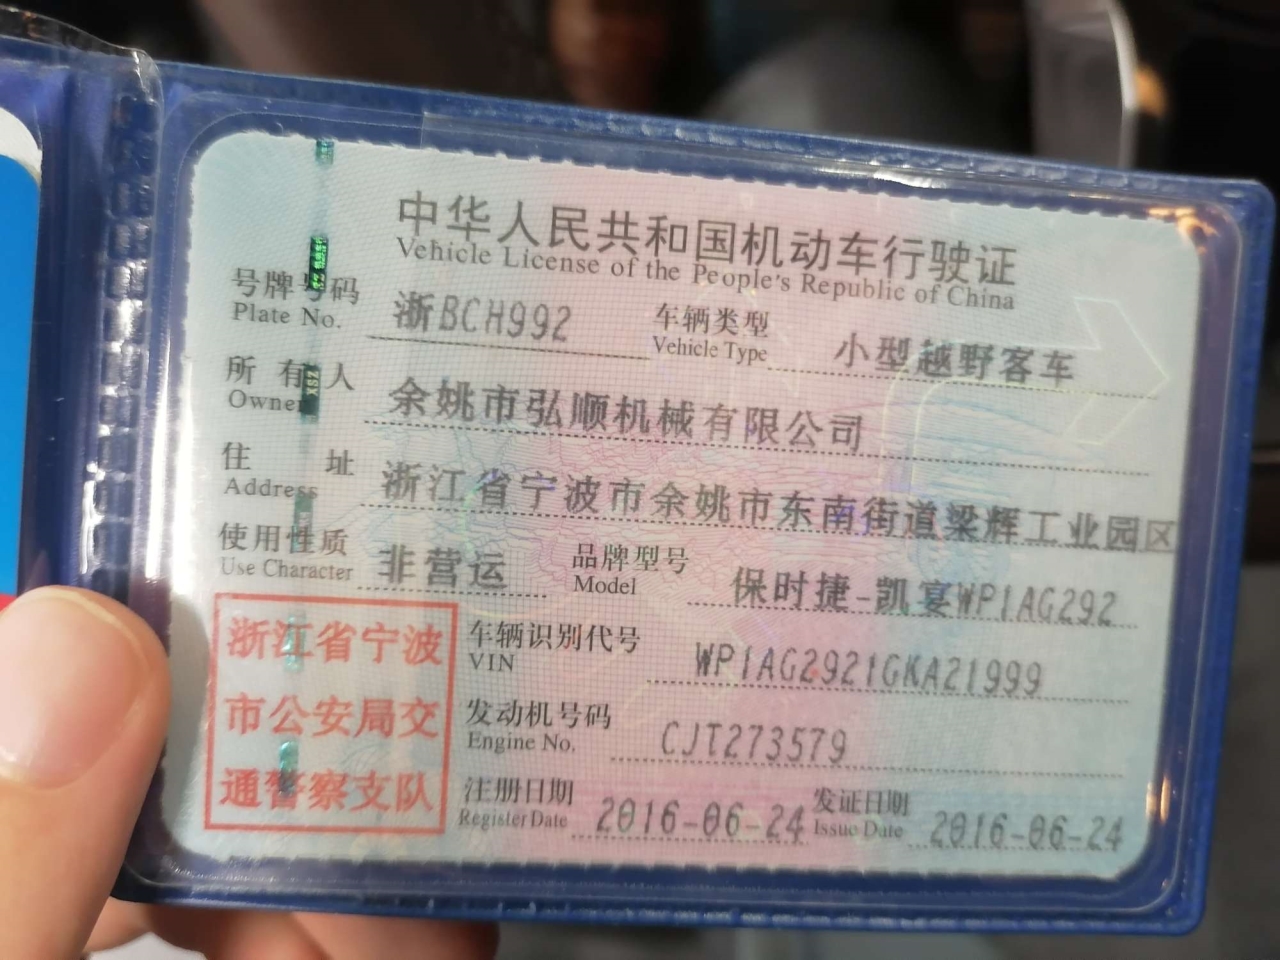 中华人民共和国机动车行驶证
Vehicle License of the People's Republic of China
号牌号码 浙BCH992 车辆类型 小型越野客车
Plate No. Vehicle Type
所有人 余姚市弘顺机械有限公司
Owner
住址 浙江省宁波市余姚市东南街道梁辉工业园区
Address
使用性质 非营运 品牌型号 保时捷-凯宴WP1AG292
Use Character Model
浙江省宁波
市公安局交
通警察支队
车辆识别代号 WP1AG2921GKA21999
VIN
发动机号码 CJT273579
Engine No.
注册日期 2016-06-24 发证日期 2016-06-24
Register Date Issue Date